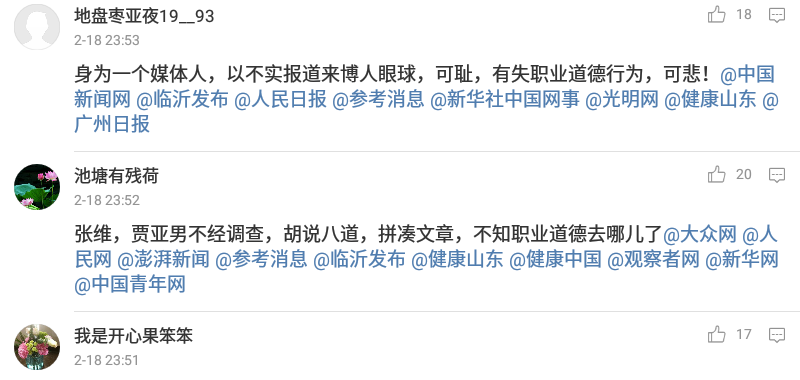 地盘枣亚夜19__93
18
2-18 23:53
身为一个媒体人，以不实报道来博人眼球，可耻，有失职业道德行为，可悲！@中国
新闻网 @临沂发布 @人民日报 @参考消息 @新华社中国网事 @光明网 @健康山东 @
广州日报
池塘有残荷
20
2-18 23:52
张维，贾亚男不经调查，胡说八道，拼凑文章，不知职业道德去哪儿了@大众网 @人
民网 @澎湃新闻 @参考消息 @临沂发布 @健康山东 @健康中国 @观察者网 @新华网
@中国青年网
我是开心果笨笨
17
2-18 23:51